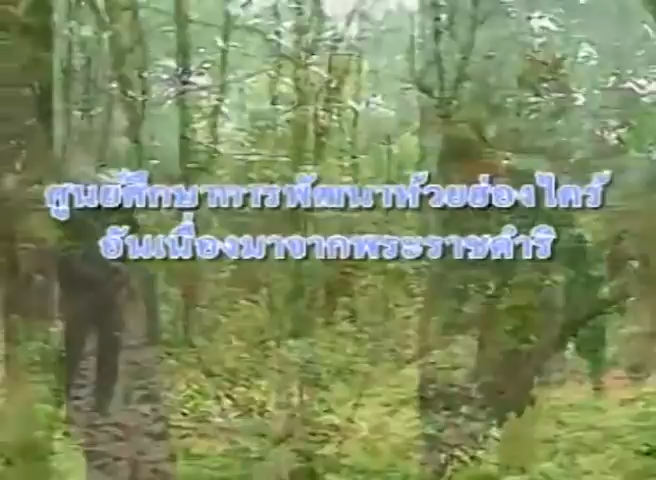 ศูนย์ศึกษาการพัฒนาห้วยฮ่องไคร้
อันเนื่องมาจากพระราชดำริ